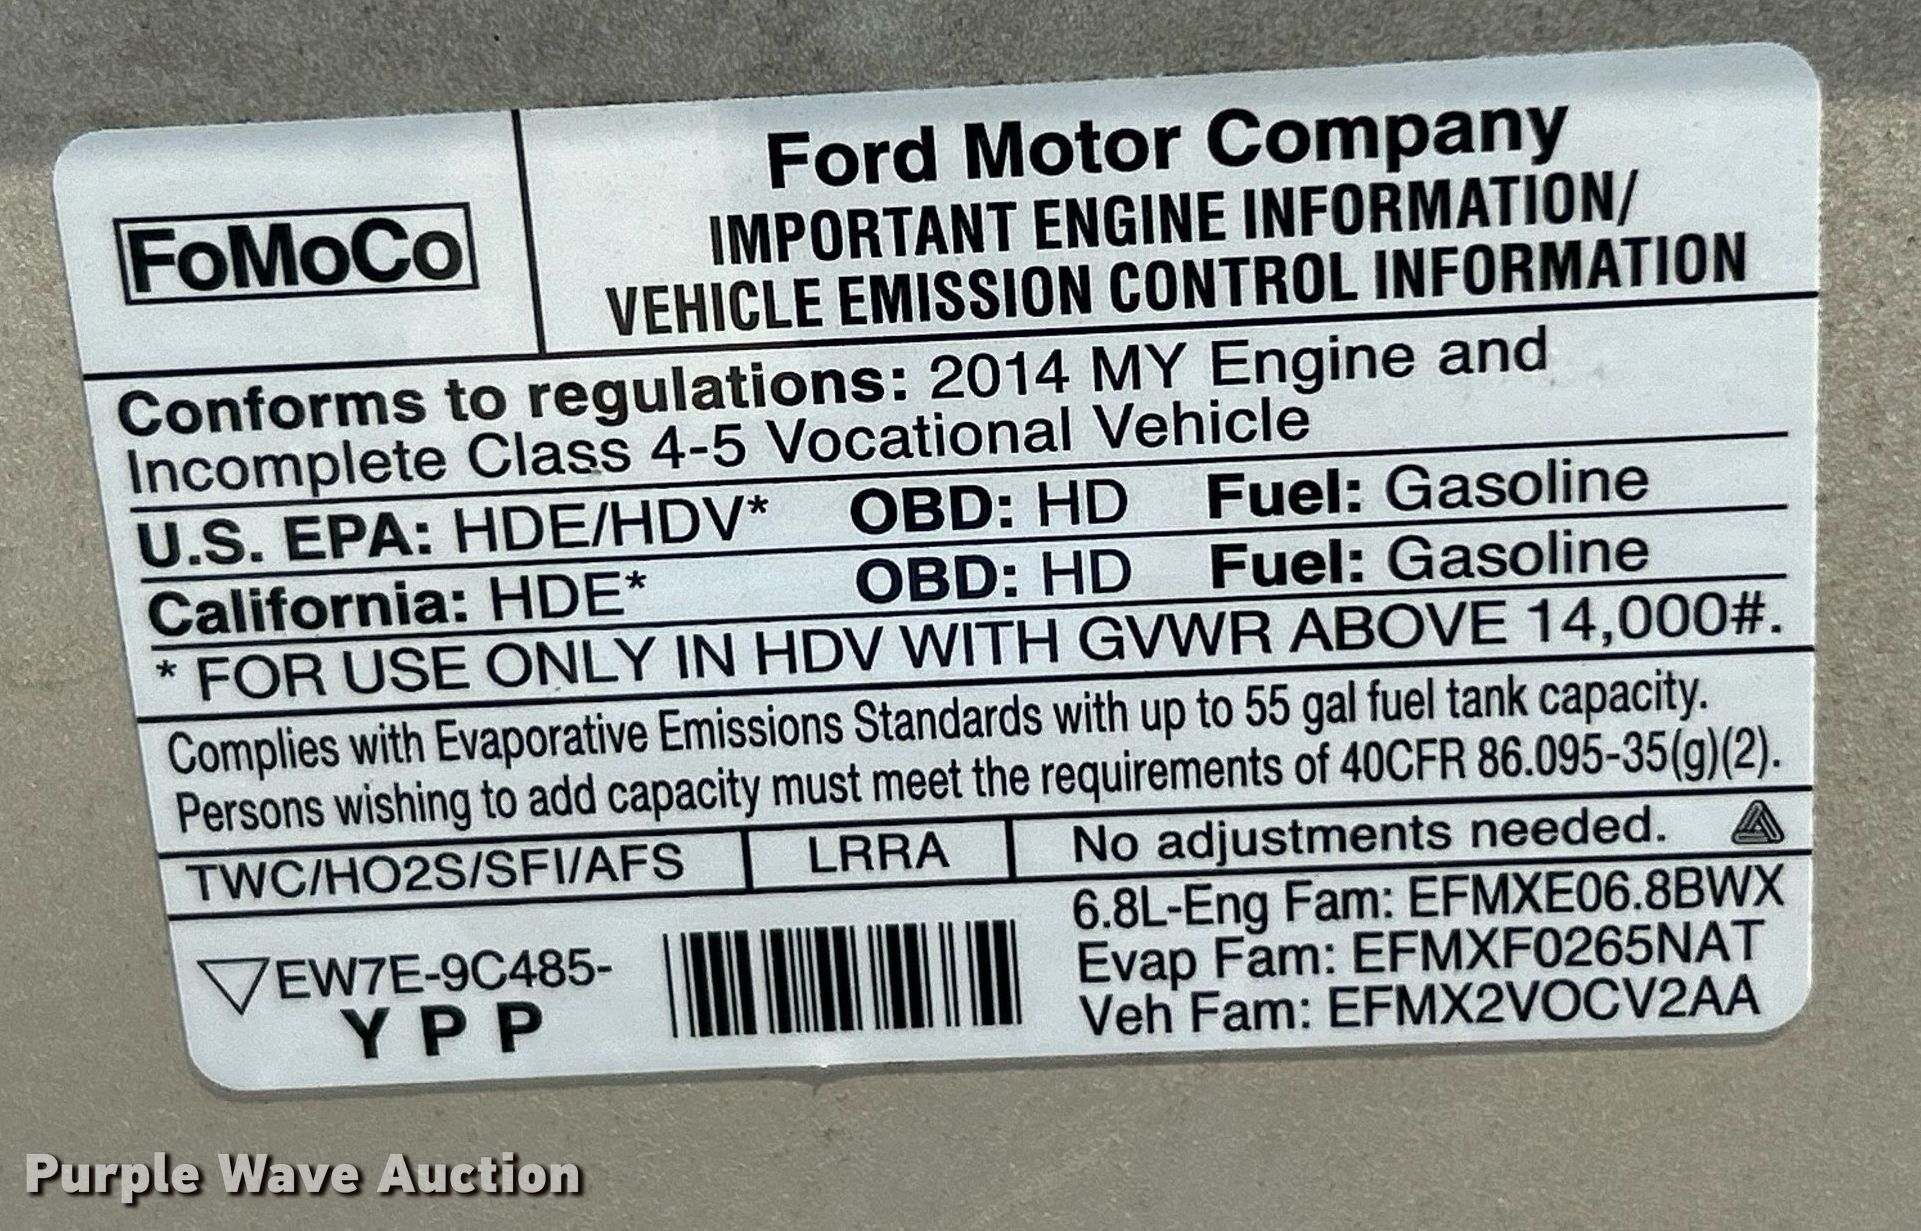 FoMoCo
Ford Motor Company
IMPORTANT ENGINE INFORMATION/
VEHICLE EMISSION CONTROL INFORMATION
Conforms to regulations: 2014 MY Engine and
Incomplete Class 4-5 Vocational Vehicle
U.S. EPA: HDE/HDV* OBD: HD Fuel: Gasoline
California: HDE* OBD: HD Fuel: Gasoline
* FOR USE ONLY IN HDV WITH GVWR ABOVE 14,000#.
Complies with Evaporative Emissions Standards with up to 55 gal fuel tank capacity.
Persons wishing to add capacity must meet the requirements of 40CFR 86.095-35(g)(2).
TWC/HO2S/SFI/AFS LRRA No adjustments needed.
6.8L-Eng Fam: EFMXE06.8BWX
EW7E-9C485- Evap Fam: EFMXF0265NAT
Y P P Veh Fam: EFMX2VOCV2AA
Purple Wave Auction